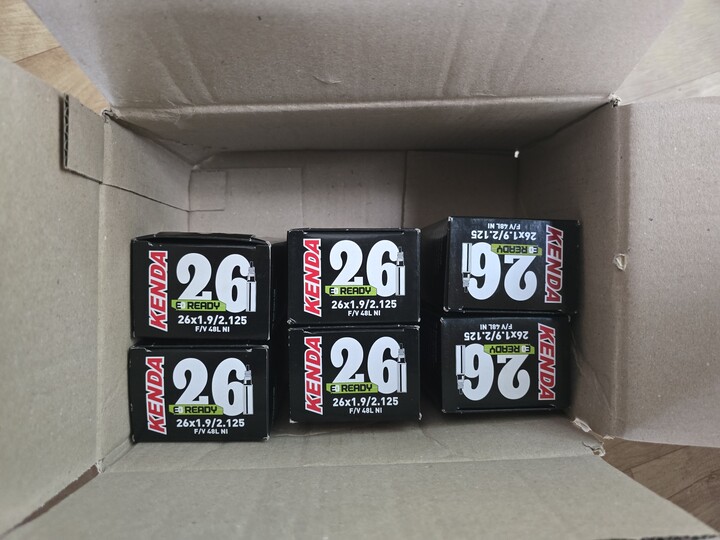 KENDA
26
E READY
26x1.9/2.125
F/V 48L NI
KENDA
26
E READY
26x1.9/2.125
F/V 48L NI
KENDA
26
E READY
26x1.9/2.125
F/V 48L NI
KENDA
26
E READY
26x1.9/2.125
F/V 48L NI
KENDA
26
E READY
26x1.9/2.125
F/V 48L NI
KENDA
26
E READY
26x1.9/2.125
F/V 48L NI